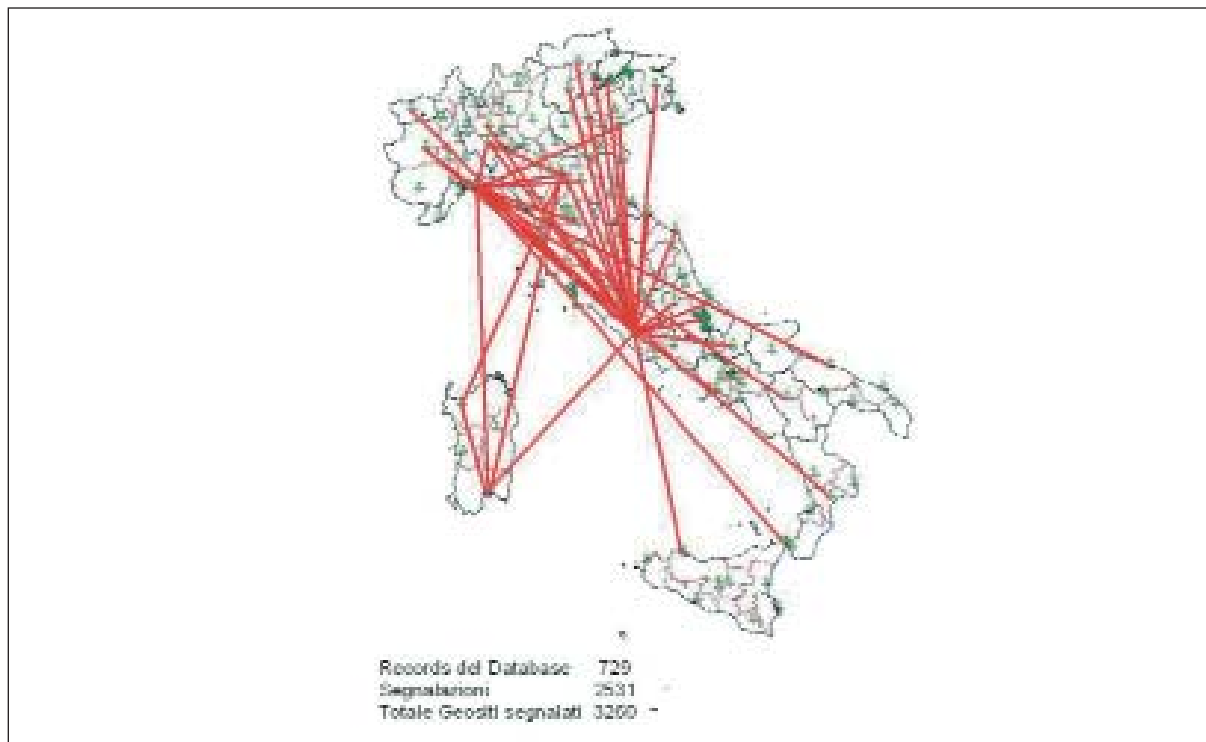 Records del Database 729
Segnalazioni 2531
Totale Geositi segnalati 3260